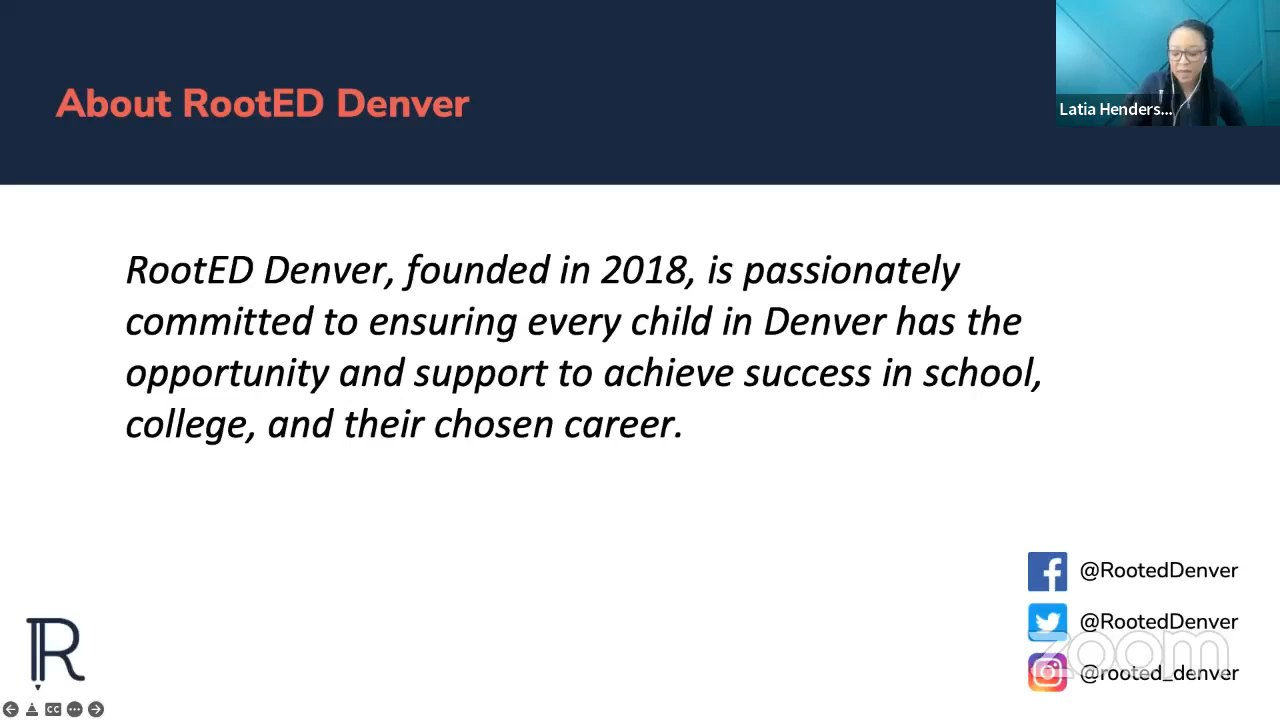 About RootED Denver
Latia Henders...
RootED Denver, founded in 2018, is passionately
committed to ensuring every child in Denver has the
opportunity and support to achieve success in school,
college, and their chosen career.
@RootedDenver
@RootedDenver
zoom
@rooted_denver
R
CC